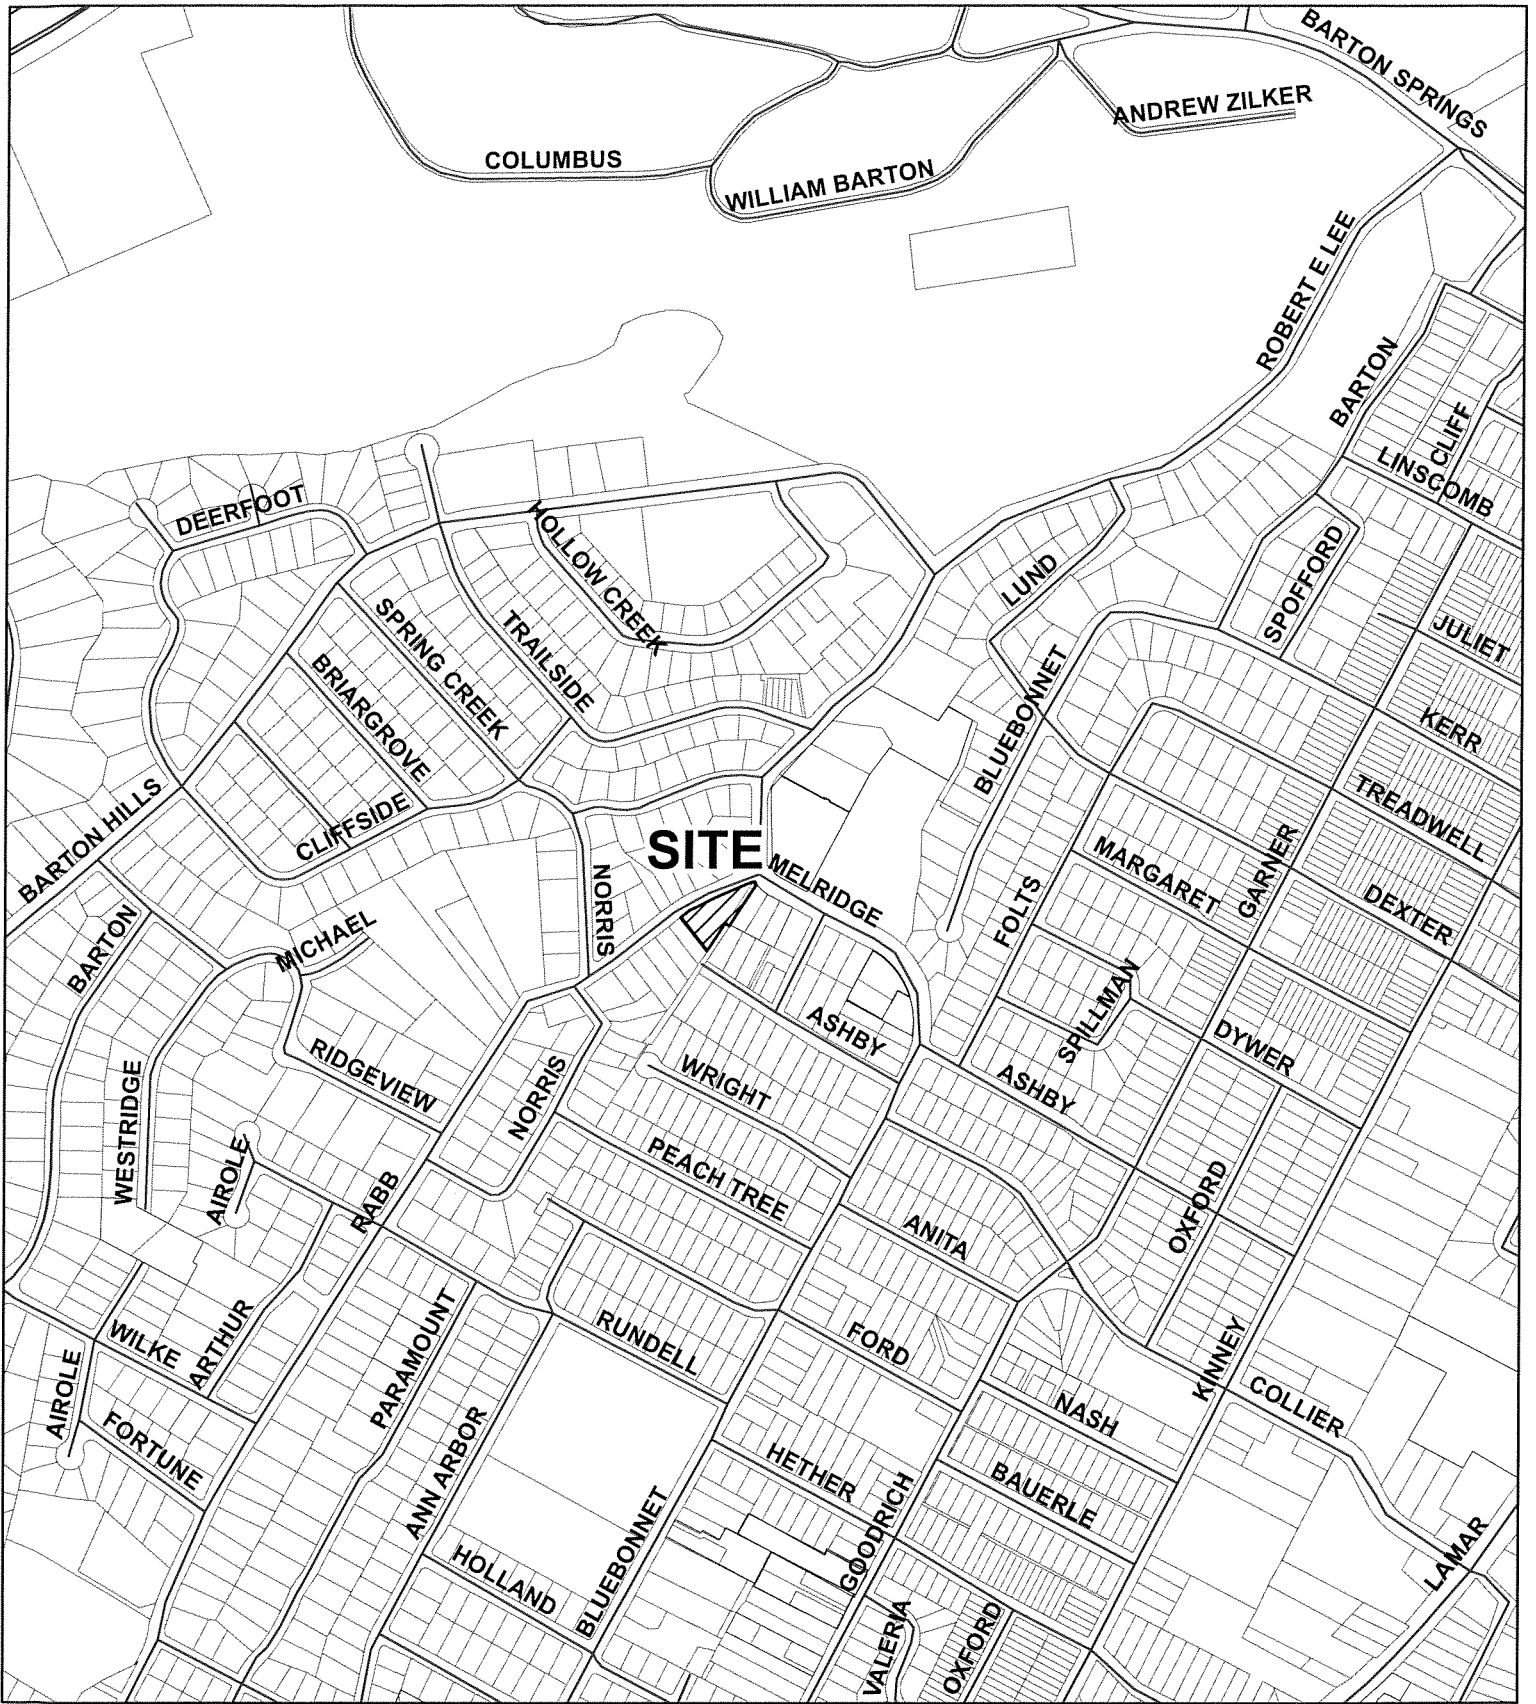 BARTON SPRINGS
ANDREW ZILKER
COLUMBUS
WILLIAM BARTON
ROBERT E LEE
BARTON
CLIFF
LINSCOMB
DEERFOOT
HOLLOW CREEK
LUND
SPOFFORD
JULIET
SPRING CREEK
TRAILSIDE
BRIARGROVE
BLUEBONNET
KERR
TREADWELL
BARTON HILLS
CLIFFSIDE
SITE
MELRIDGE
MARGARET
GARNER
DEXTER
NORRIS
FOLTS
BARTON
MICHAEL
SPILLMAN
ASHBY
DYWER
RIDGEVIEW
WRIGHT
ASHBY
NORRIS
WESTRIDGE
AIROLE
PEACH TREE
RABB
ANITA
OXFORD
WILKE
ARTHUR
PARAMOUNT
RUNDELL
FORD
KINNEY
AIROLE
FORTUNE
NASH
COLLIER
ANN ARBOR
HETHER
BAUERLE
GOODRICH
BLUEBONNET
HOLLAND
LAMAR
VALERIA
OXFORD